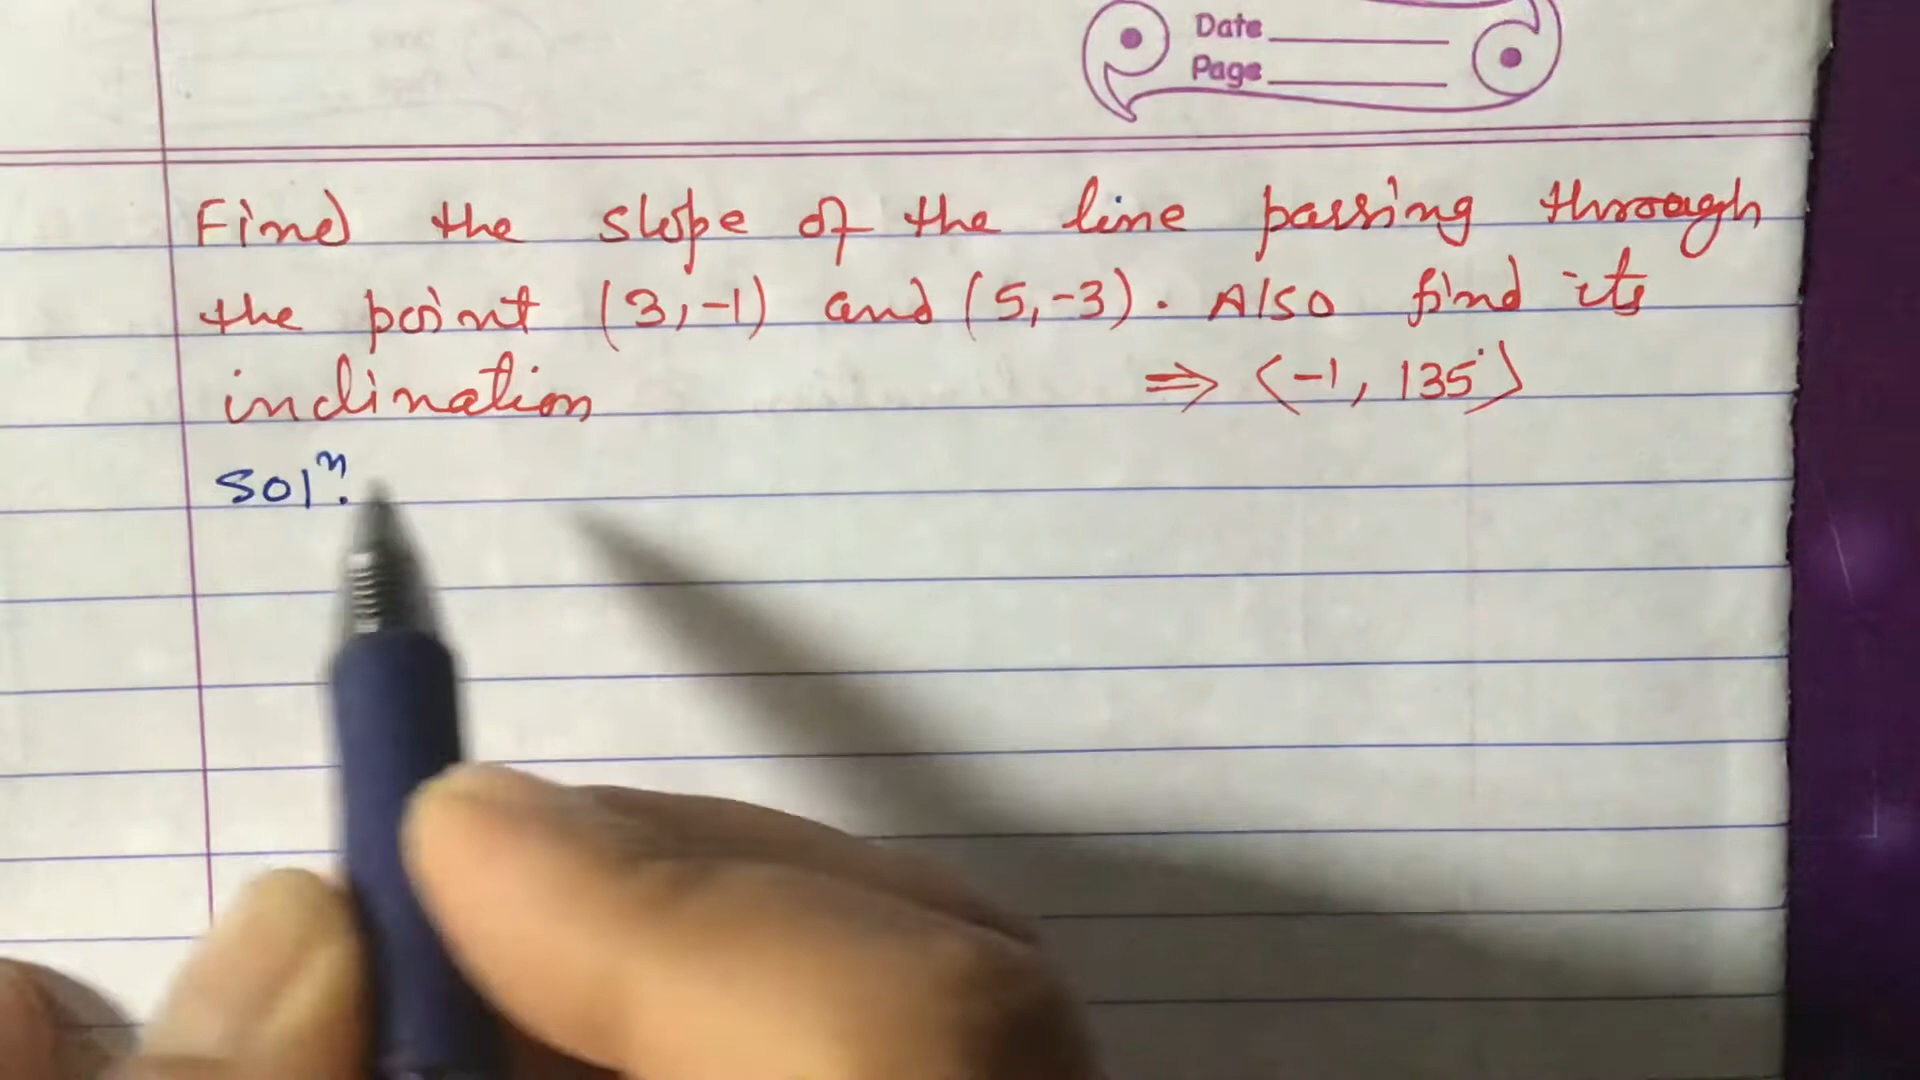 Date
Page
Find the slope of the line passing through
the point (3,-1) and (5,-3). Also find its
inclination ⇒ (-1, 135°)
Solⁿ: